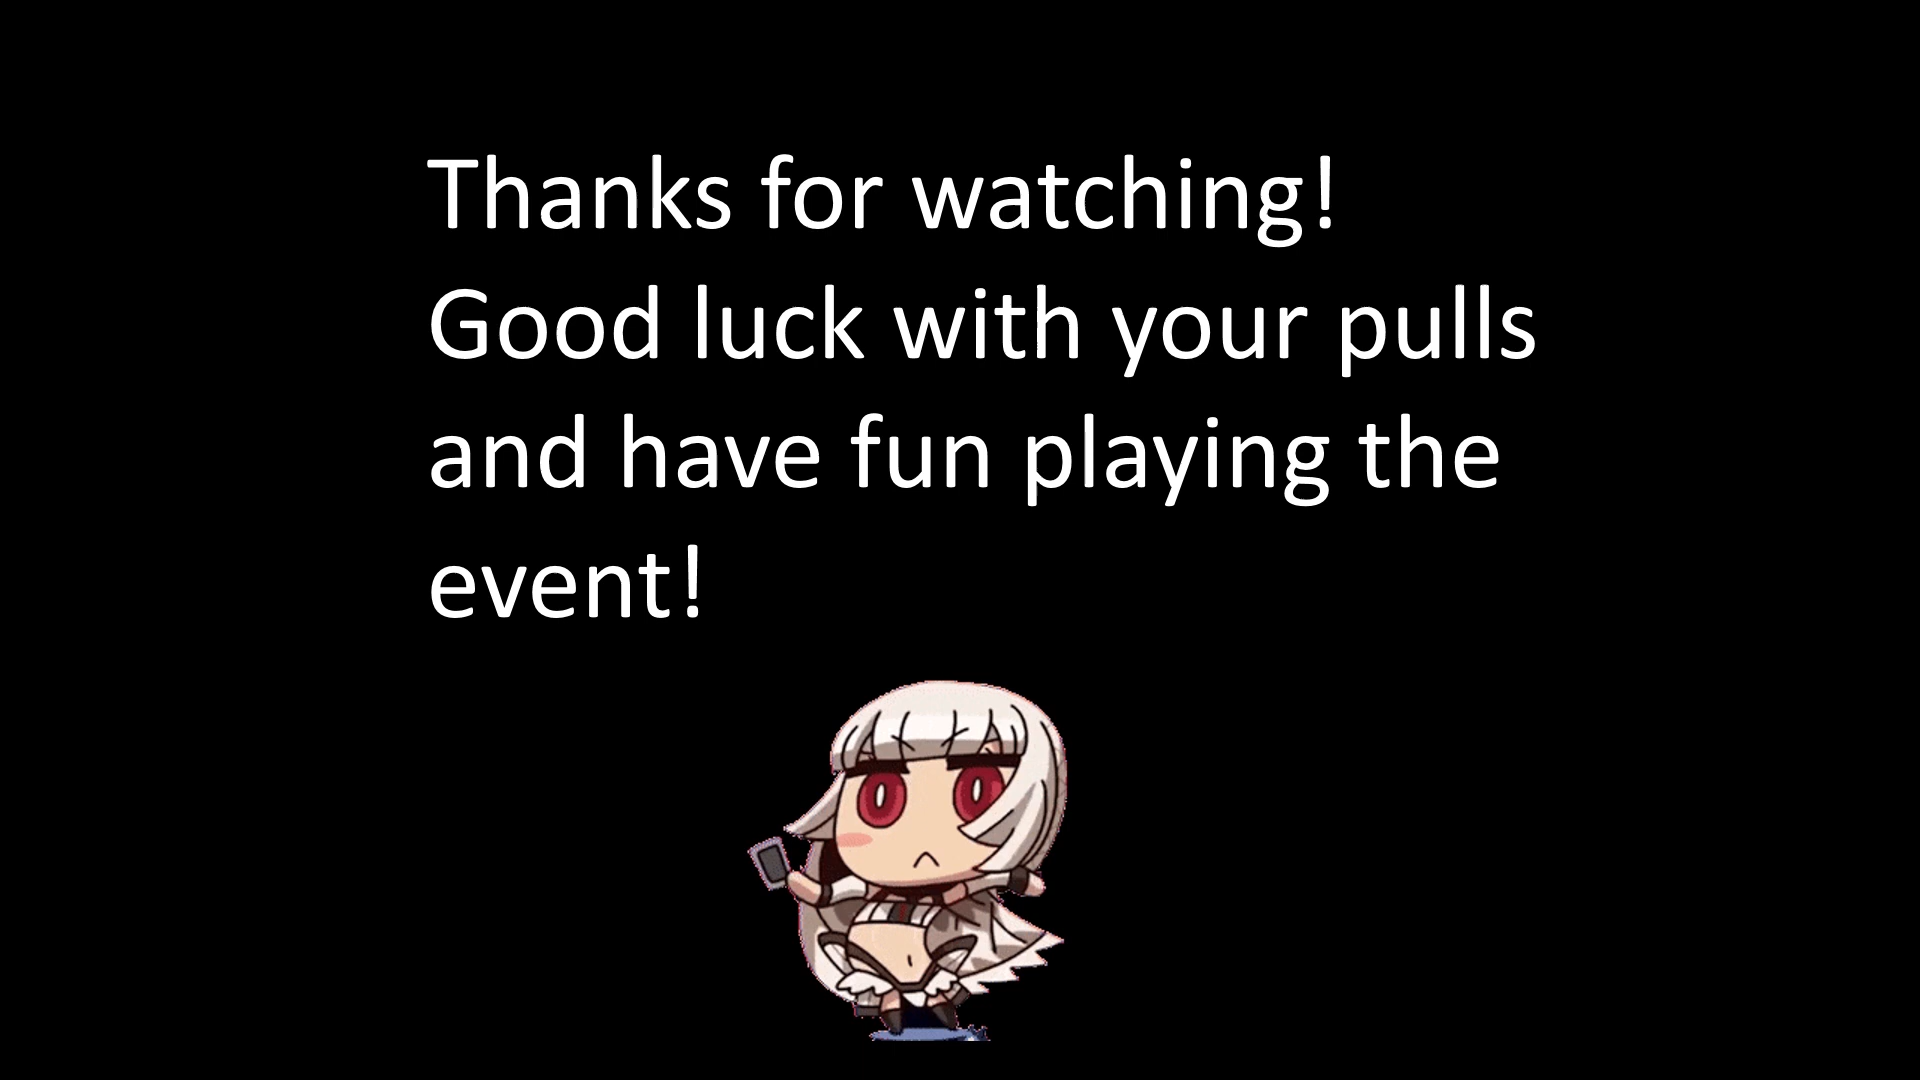 Thanks for watching!
Good luck with your pulls
and have fun playing the
event!